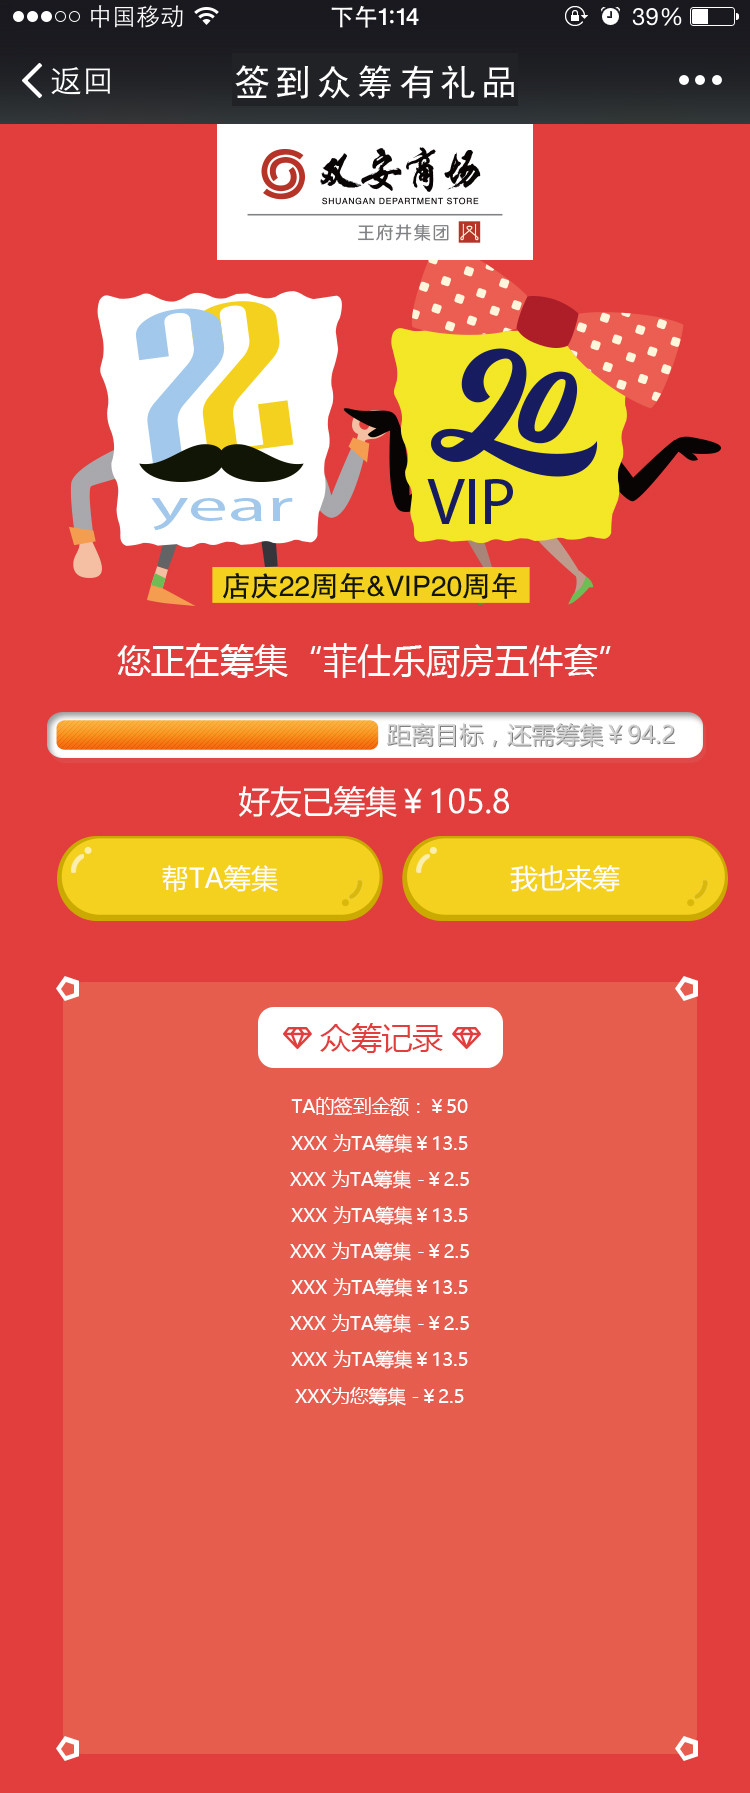 中国移动 下午1:14 39%
返回 签到众筹有礼品
双安商场
SHUANGAN DEPARTMENT STORE
王府井集团
22
year
20
VIP
店庆22周年&VIP20周年
您正在筹集“菲仕乐厨房五件套”
距离目标，还需筹集￥94.2
好友已筹集￥105.8
帮TA筹集 我也来筹
众筹记录
TA的签到金额：￥50
XXX 为TA筹集￥13.5
XXX 为TA筹集 -￥2.5
XXX 为TA筹集￥13.5
XXX 为TA筹集 -￥2.5
XXX 为TA筹集￥13.5
XXX 为TA筹集 -￥2.5
XXX 为TA筹集￥13.5
XXX为您筹集 -￥2.5